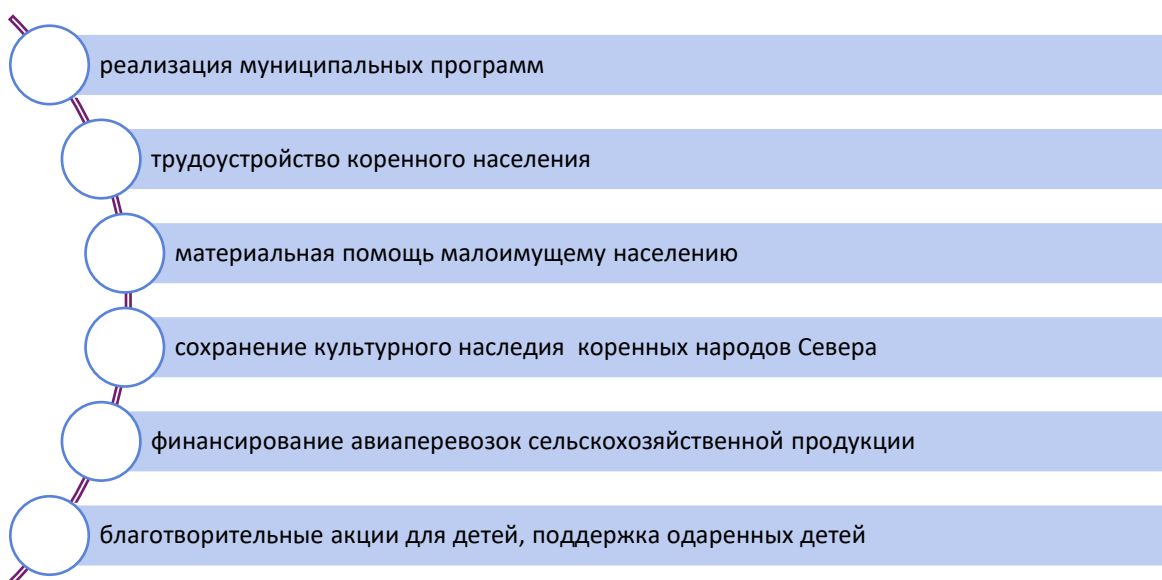 реализация муниципальных программ
трудоустройство коренного населения
материальная помощь малоимущему населению
сохранение культурного наследия  коренных народов Севера
финансирование авиаперевозок сельскохозяйственной продукции
благотворительные акции для детей, поддержка одаренных детей